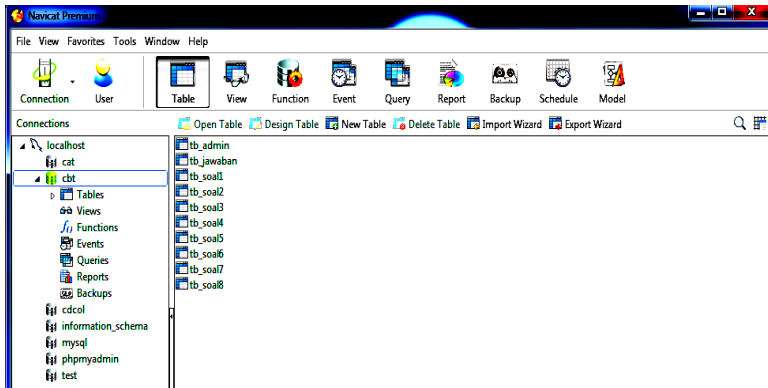 Navicat Premium
File View Favorites Tools Window Help
Connection User Table View Function Event Query Report Backup Schedule Model
Connections
Open Table Design Table New Table Delete Table Import Wizard Export Wizard
localhost
cat
cbt
Tables
Views
Functions
Events
Queries
Reports
Backups
cdcol
information_schema
mysql
phpmyadmin
test
tb_admin
tb_jawaban
tb_soal1
tb_soal2
tb_soal3
tb_soal4
tb_soal5
tb_soal6
tb_soal7
tb_soal8